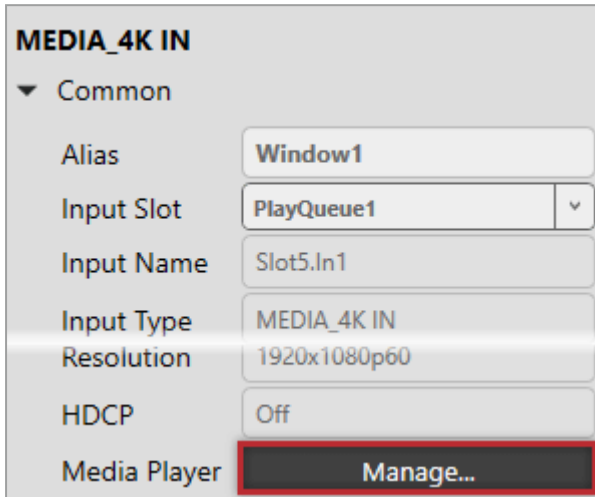 MEDIA_4K IN
Common
Alias Window1
Input Slot PlayQueue1
Input Name Slot5.In1
Input Type MEDIA_4K IN
Resolution 1920x1080p60
HDCP Off
Media Player Manage...